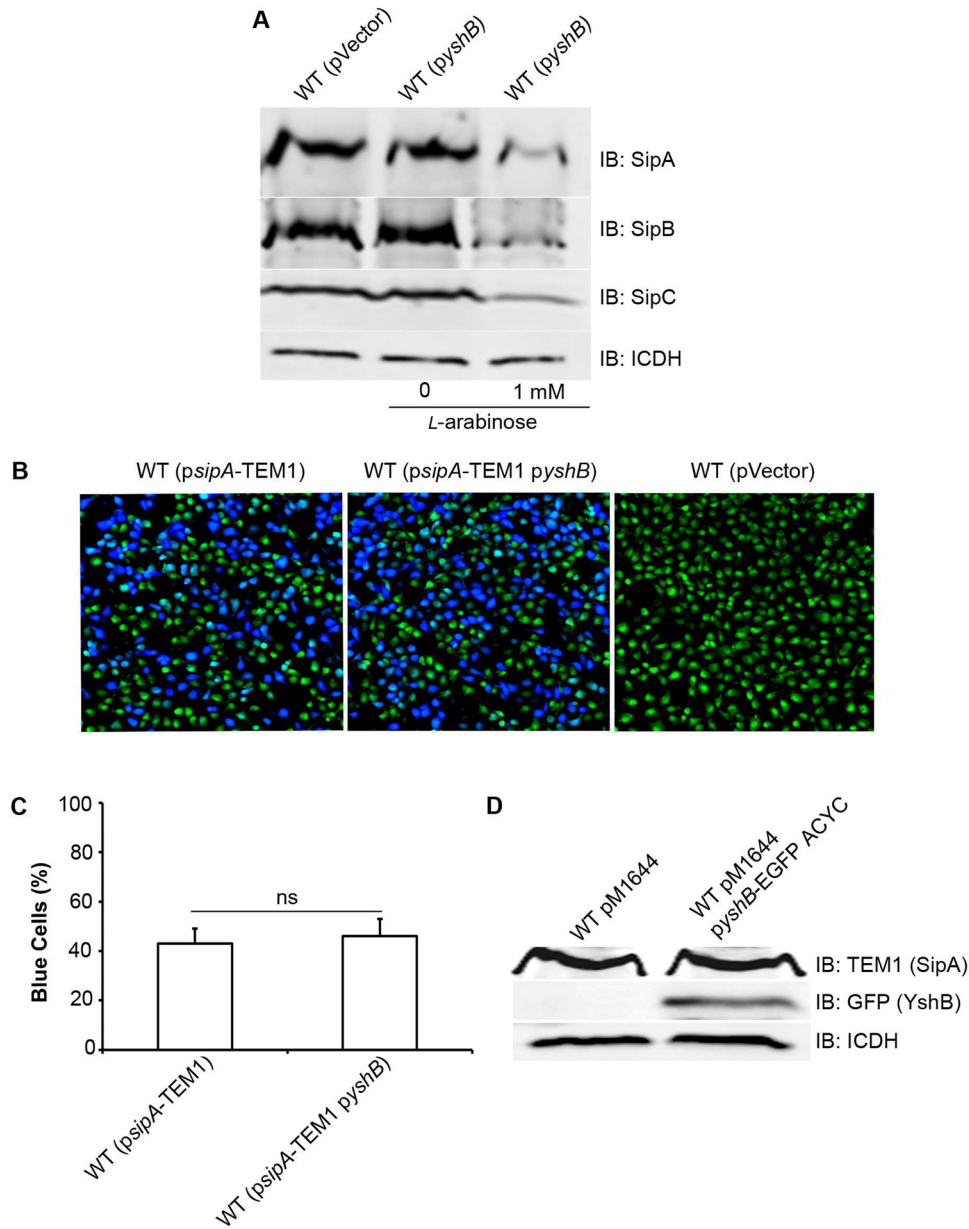 A
WT (pVector)
WT (pyshB)
WT (pyshB)
IB: SipA
IB: SipB
IB: SipC
IB: ICDH
0 1 mM
L-arabinose
B
WT (psipA-TEM1) WT (psipA-TEM1 pyshB) WT (pVector)
C
Blue Cells (%)
100
80
60
40
20
0
ns
WT (psipA-TEM1)
WT (psipA-TEM1 pyshB)
D
WT pM1644
WT pM1644
pyshB-EGFP ACYC
IB: TEM1 (SipA)
IB: GFP (YshB)
IB: ICDH